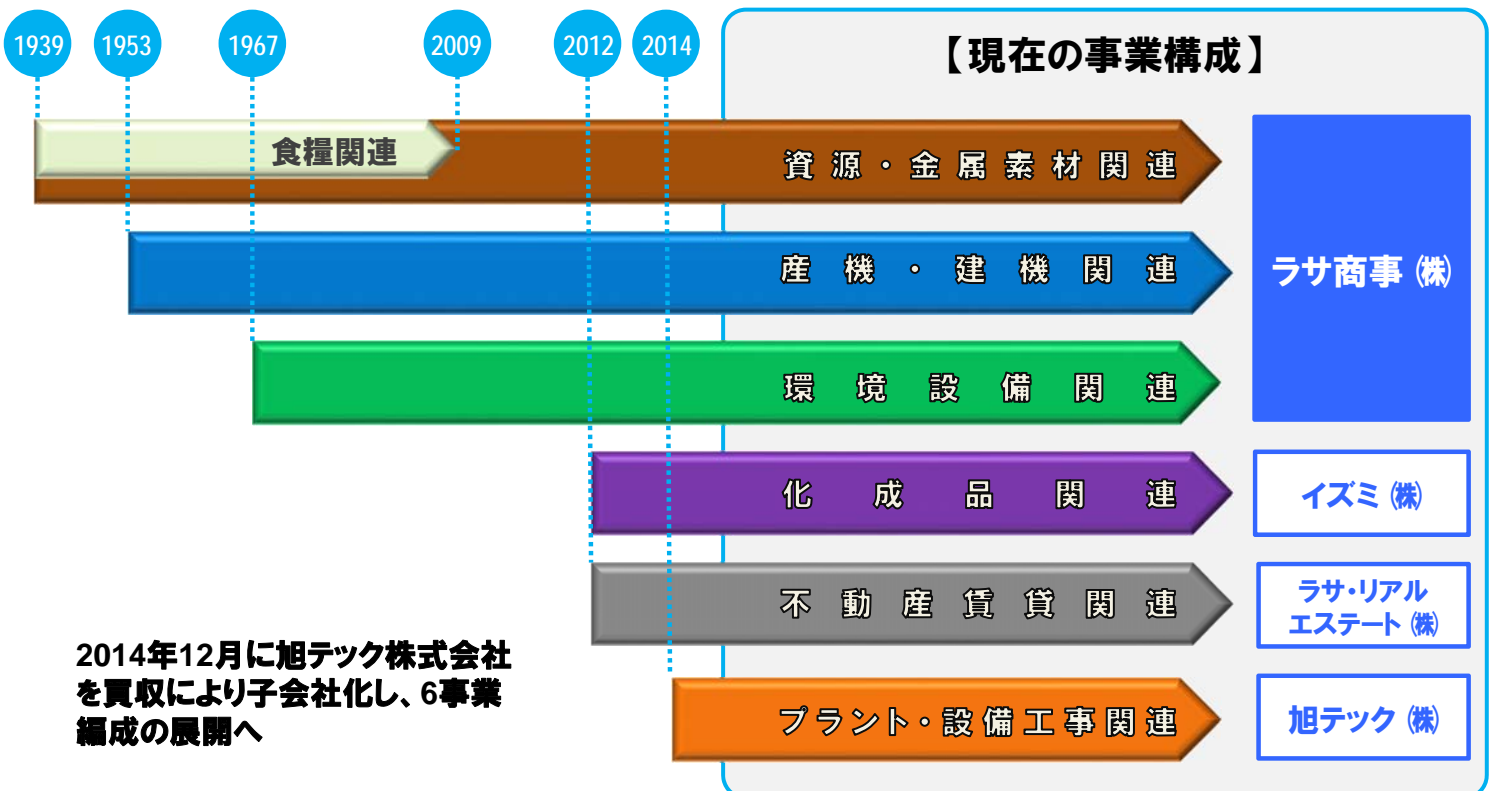 1939
1953
1967
2009
2012
2014
【現在の事業構成】
食糧関連
資源・金属素材関連
産機・建機関連
ラサ商事㈱
環境設備関連
化成品関連
イズミ㈱
不動産賃貸関連
ラサ・リアル
エステート㈱
プラント・設備工事関連
旭テック㈱
2014年12月に旭テック株式会社
を買収により子会社化し、6事業
編成の展開へ